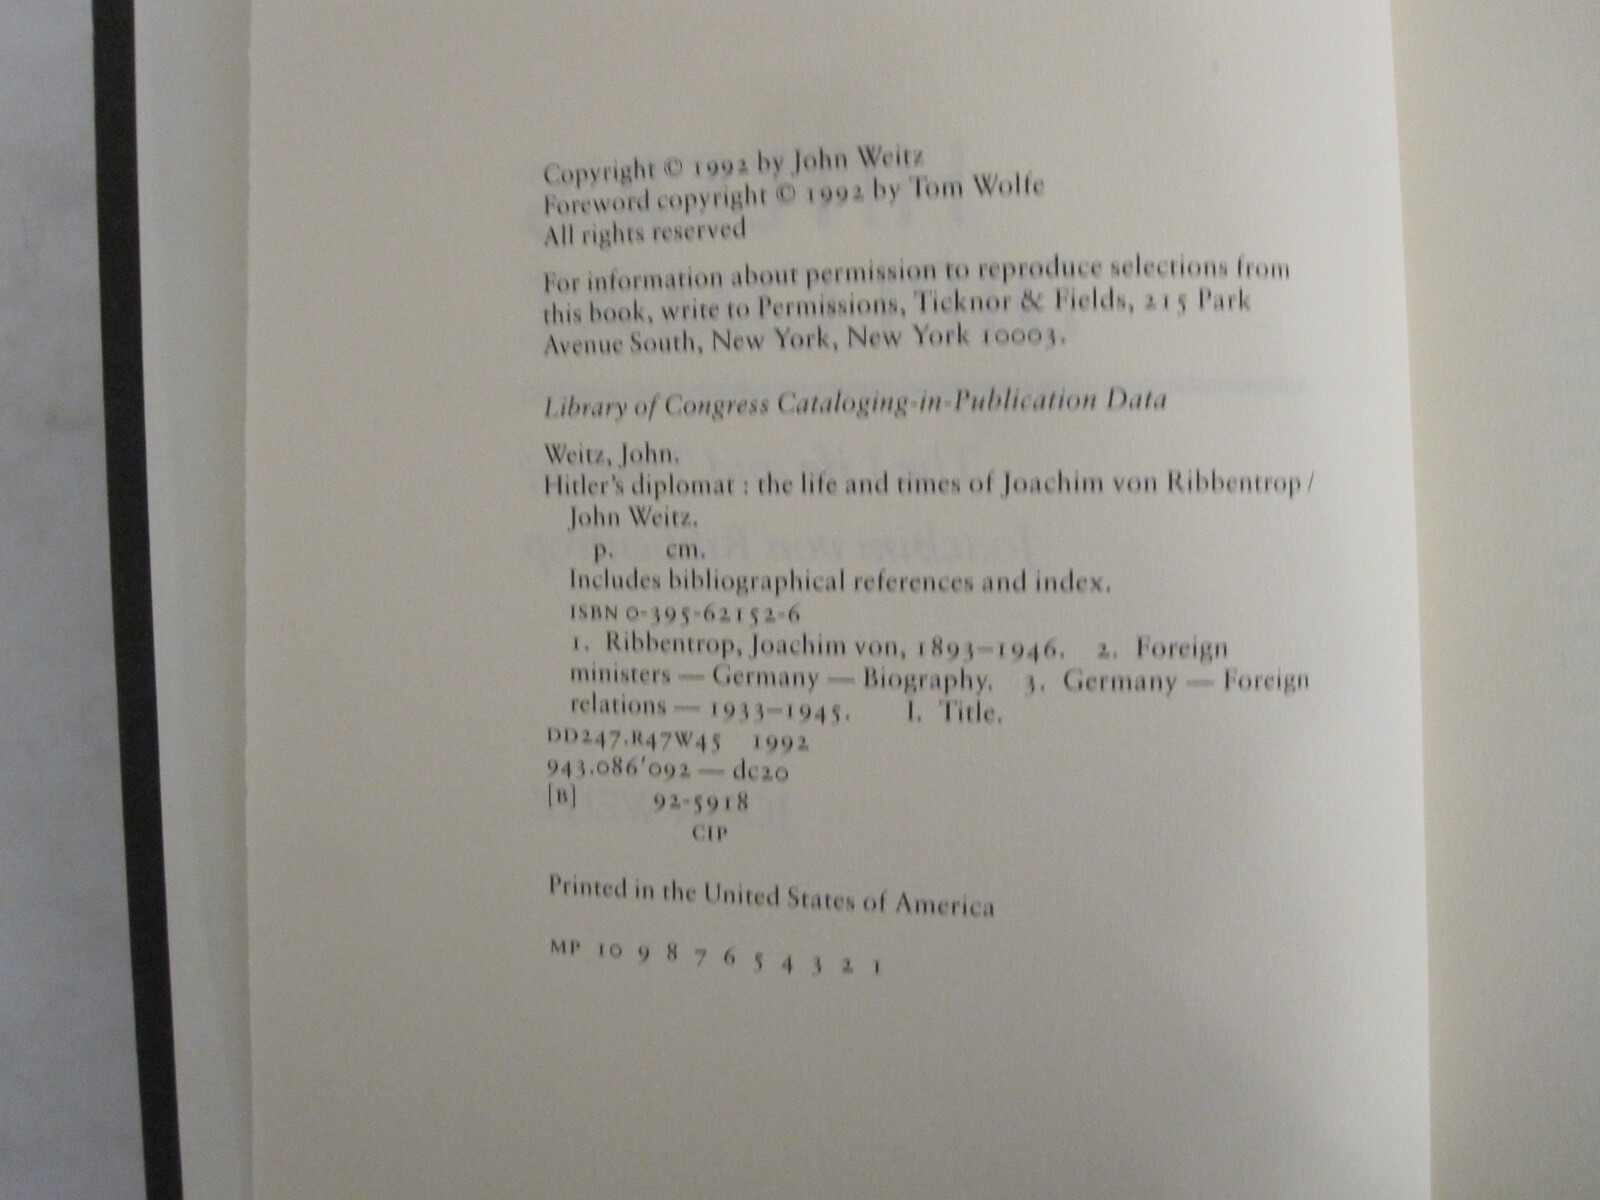 Copyright © 1992 by John Weitz
Foreword copyright © 1992 by Tom Wolfe
All rights reserved
For information about permission to reproduce selections from
this book, write to Permissions, Ticknor & Fields, 215 Park
Avenue South, New York, New York 10003.
Library of Congress Cataloging-in-Publication Data
Weitz, John.
Hitler's diplomat : the life and times of Joachim von Ribbentrop /
John Weitz.
p. cm.
Includes bibliographical references and index.
ISBN 0-395-62152-6
1. Ribbentrop, Joachim von, 1893–1946. 2. Foreign
ministers — Germany — Biography. 3. Germany — Foreign
relations — 1933–1945. I. Title.
DD247.R47W45 1992
943.086′092 — dc20
[B] 92-5918
CIP
Printed in the United States of America
MP 10 9 8 7 6 5 4 3 2 1